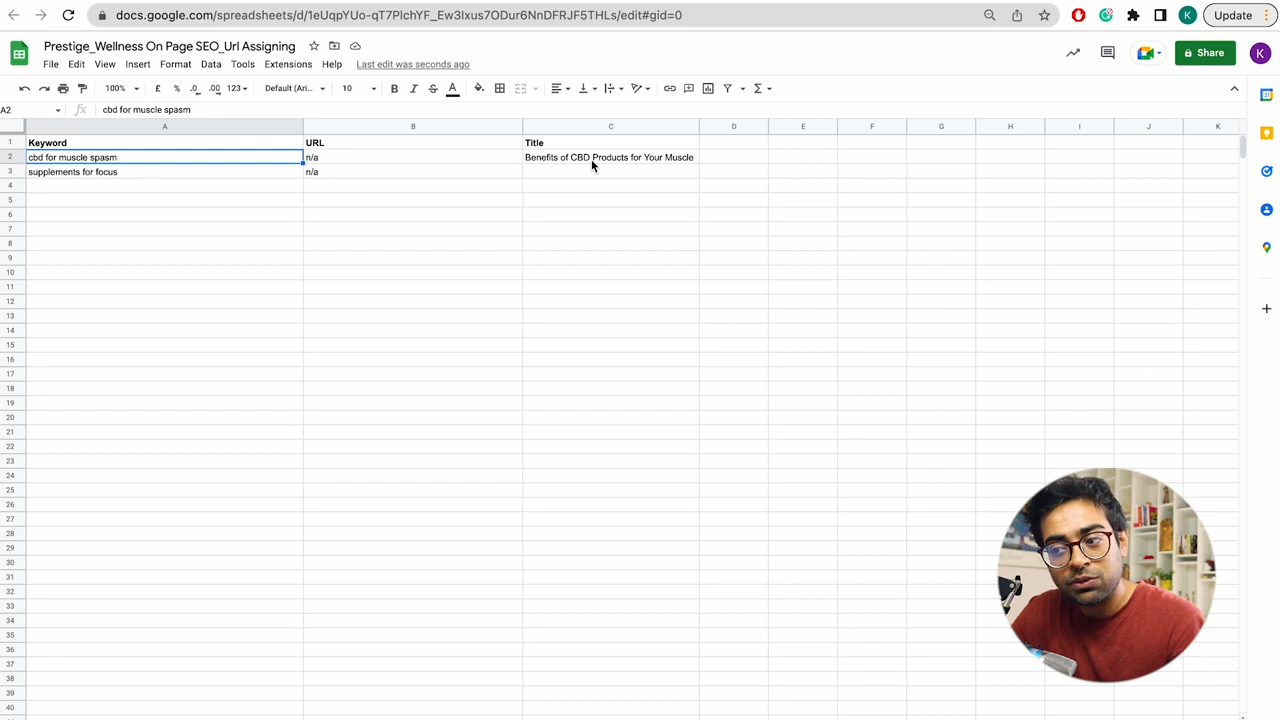 docs.google.com/spreadsheets/d/1eUqpYUo-qT7PlchYF_Ew3Ixus7ODur6NnDFRJF5THLs/edit#gid=0
K
Update
Prestige_Wellness On Page SEO_Url Assigning
File Edit View Insert Format Data Tools Extensions Help Last edit was seconds ago
Share
K
100% £ % .0 .00 123 Default (Ari... 10 B I S A
A2 fx cbd for muscle spasm
A B C D E F G H I J K
1 Keyword URL Title
2 cbd for muscle spasm n/a Benefits of CBD Products for Your Muscle
3 supplements for focus n/a
4
5
6
7
8
9
10
11
12
13
14
15
16
17
18
19
20
21
22
23
24
25
26
27
28
29
30
31
32
33
34
35
36
37
38
39
40